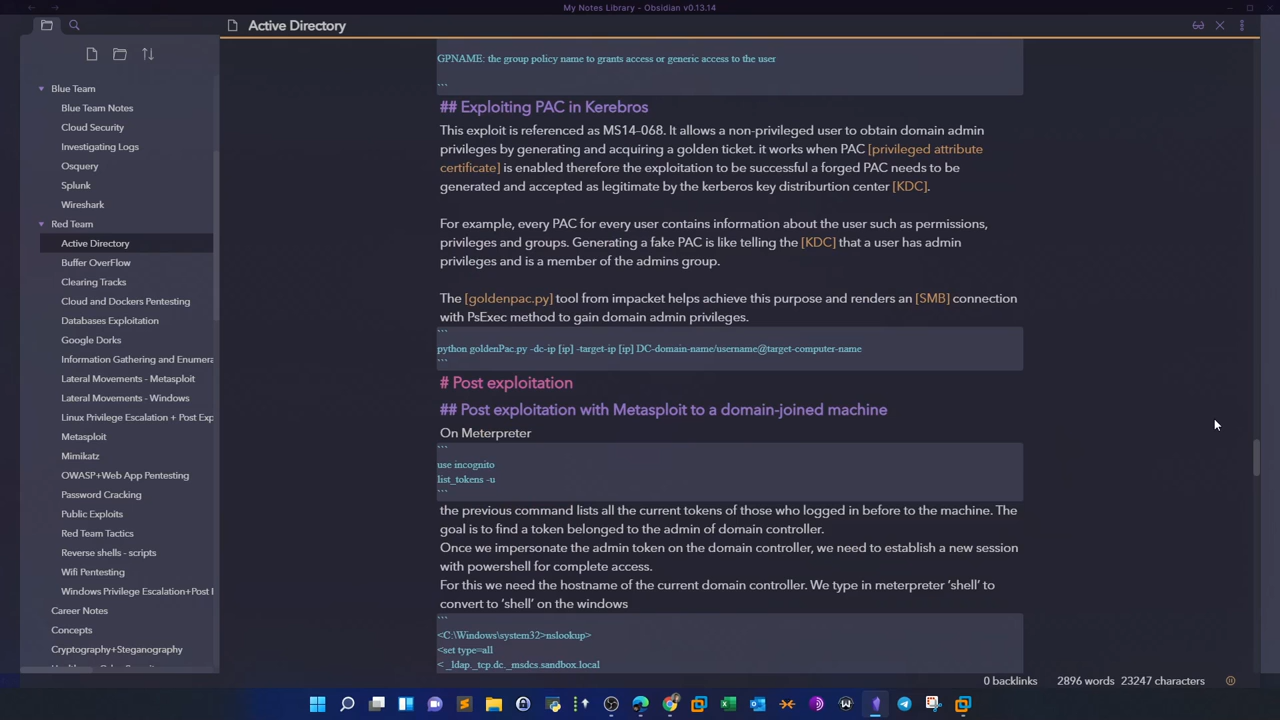 My Notes Library - Obsidian v0.13.14
Active Directory
Blue Team
Blue Team Notes
Cloud Security
Investigating Logs
Osquery
Splunk
Wireshark
Red Team
Active Directory
Buffer OverFlow
Clearing Tracks
Cloud and Dockers Pentesting
Databases Exploitation
Google Dorks
Information Gathering and Enumera
Lateral Movements - Metasploit
Lateral Movements - Windows
Linux Privilege Escalation + Post Exp
Metasploit
Mimikatz
OWASP+Web App Pentesting
Password Cracking
Public Exploits
Red Team Tactics
Reverse shells - scripts
Wifi Pentesting
Windows Privilege Escalation+Post I
Career Notes
Concepts
Cryptography+Steganography
GPNAME: the group policy name to grants access or generic access to the user
```
## Exploiting PAC in Kerebros
This exploit is referenced as MS14-068. It allows a non-privileged user to obtain domain admin
privileges by generating and acquiring a golden ticket. it works when PAC [privileged attribute
certificate] is enabled therefore the exploitation to be successful a forged PAC needs to be
generated and accepted as legitimate by the kerberos key distriburtion center [KDC].
For example, every PAC for every user contains information about the user such as permissions,
privileges and groups. Generating a fake PAC is like telling the [KDC] that a user has admin
privileges and is a member of the admins group.
The [goldenpac.py] tool from impacket helps achieve this purpose and renders an [SMB] connection
with PsExec method to gain domain admin privileges.
```
python goldenPac.py -dc-ip [ip] -target-ip [ip] DC-domain-name/username@target-computer-name
```
# Post exploitation
## Post exploitation with Metasploit to a domain-joined machine
On Meterpreter
```
use incognito
list_tokens -u
```
the previous command lists all the current tokens of those who logged in before to the machine. The
goal is to find a token belonged to the admin of domain controller.
Once we impersonate the admin token on the domain controller, we need to establish a new session
with powershell for complete access.
For this we need the hostname of the current domain controller. We type in meterpreter ‘shell’ to
convert to ‘shell’ on the windows
```
<C:\Windows\system32>nslookup>
<set type=all
< _ldap._tcp.dc._msdcs.sandbox.local
0 backlinks 2896 words 23247 characters